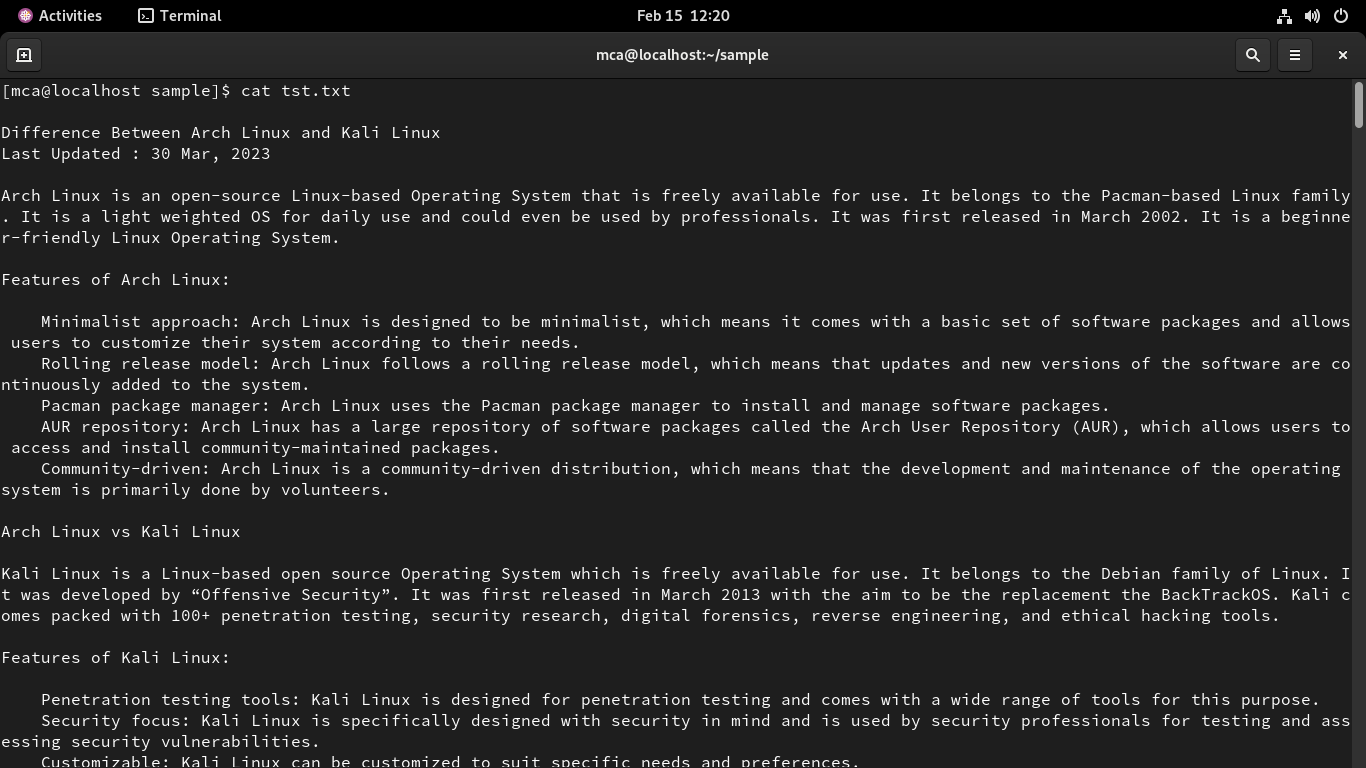 Activities Terminal Feb 15 12:20
mca@localhost:~/sample
[mca@localhost sample]$ cat tst.txt
Difference Between Arch Linux and Kali Linux
Last Updated : 30 Mar, 2023
Arch Linux is an open-source Linux-based Operating System that is freely available for use. It belongs to the Pacman-based Linux family
. It is a light weighted OS for daily use and could even be used by professionals. It was first released in March 2002. It is a beginne
r-friendly Linux Operating System.
Features of Arch Linux:
Minimalist approach: Arch Linux is designed to be minimalist, which means it comes with a basic set of software packages and allows
users to customize their system according to their needs.
Rolling release model: Arch Linux follows a rolling release model, which means that updates and new versions of the software are co
ntinuously added to the system.
Pacman package manager: Arch Linux uses the Pacman package manager to install and manage software packages.
AUR repository: Arch Linux has a large repository of software packages called the Arch User Repository (AUR), which allows users to
access and install community-maintained packages.
Community-driven: Arch Linux is a community-driven distribution, which means that the development and maintenance of the operating
system is primarily done by volunteers.
Arch Linux vs Kali Linux
Kali Linux is a Linux-based open source Operating System which is freely available for use. It belongs to the Debian family of Linux. I
t was developed by “Offensive Security”. It was first released in March 2013 with the aim to be the replacement the BackTrackOS. Kali c
omes packed with 100+ penetration testing, security research, digital forensics, reverse engineering, and ethical hacking tools.
Features of Kali Linux:
Penetration testing tools: Kali Linux is designed for penetration testing and comes with a wide range of tools for this purpose.
Security focus: Kali Linux is specifically designed with security in mind and is used by security professionals for testing and ass
essing security vulnerabilities.
Customizable: Kali Linux can be customized to suit specific needs and preferences.